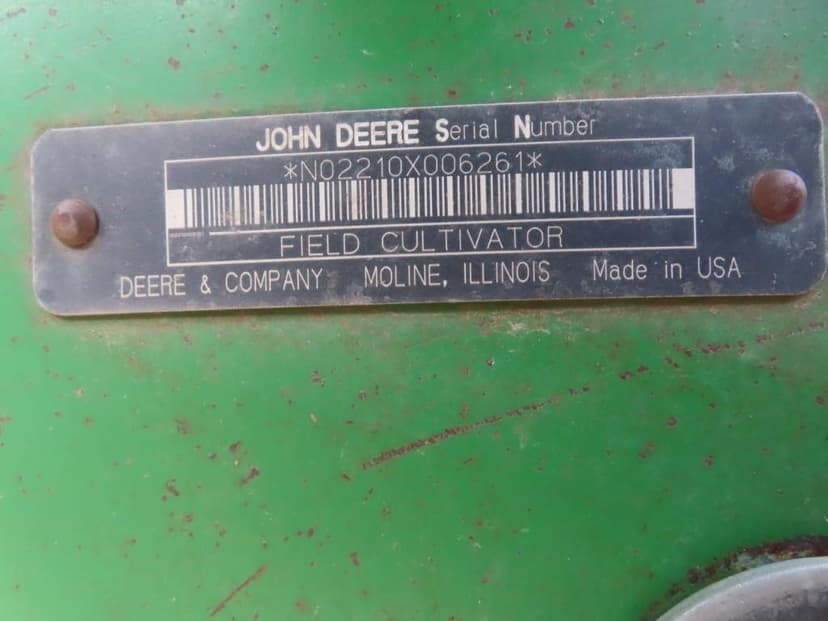 JOHN DEERE Serial Number
*N02210X006261*
FIELD CULTIVATOR
DEERE & COMPANY MOLINE, ILLINOIS Made in USA